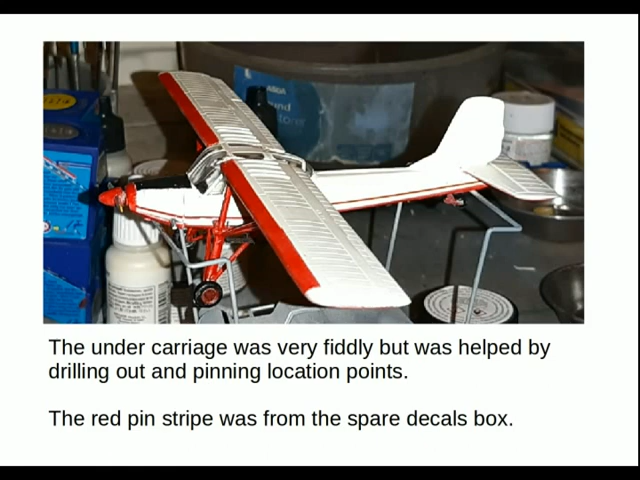 The under carriage was very fiddly but was helped by
drilling out and pinning location points.
The red pin stripe was from the spare decals box.